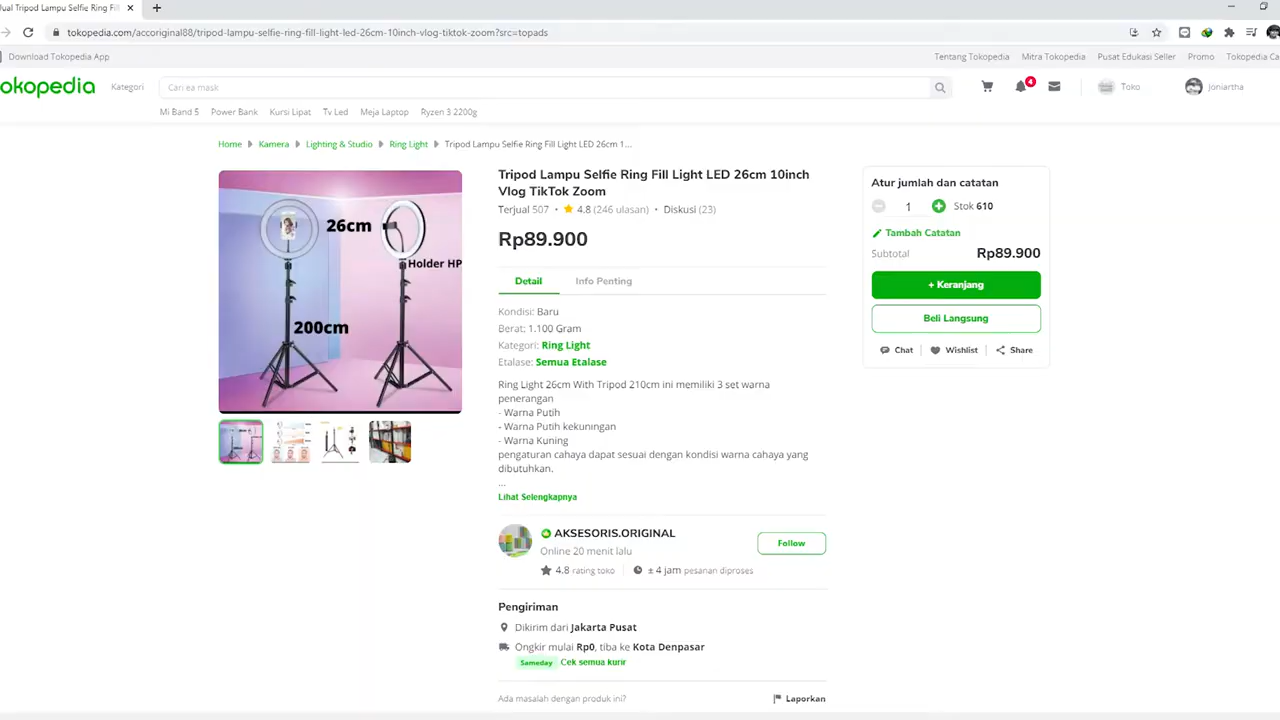 Jual Tripod Lampu Selfie Ring Fil
tokopedia.com/accoriginal88/tripod-lampu-selfie-ring-fill-light-led-26cm-10inch-vlog-tiktok-zoom?src=topads
Download Tokopedia App
Tentang Tokopedia
Mitra Tokopedia
Pusat Edukasi Seller
Promo
Tokopedia Ca
okopedia
Kategori
Cari ea mask
4
Toko
Joniartha
Mi Band 5
Power Bank
Kursi Lipat
Tv Led
Meja Laptop
Ryzen 3 2200g
Home
Kamera
Lighting & Studio
Ring Light
Tripod Lampu Selfie Ring Fill Light LED 26cm 1...
26cm
Holder HP
200cm
Tripod Lampu Selfie Ring Fill Light LED 26cm 10inch
Vlog TikTok Zoom
Terjual 507 • 4.8 (246 ulasan) • Diskusi (23)
Rp89.900
Detail
Info Penting
Kondisi: Baru
Berat: 1.100 Gram
Kategori: Ring Light
Etalase: Semua Etalase
Ring Light 26cm With Tripod 210cm ini memiliki 3 set warna
penerangan
- Warna Putih
- Warna Putih kekuningan
- Warna Kuning
pengaturan cahaya dapat sesuai dengan kondisi warna cahaya yang
dibutuhkan.
...
Lihat Selengkapnya
AKSESORIS.ORIGINAL
Online 20 menit lalu
4.8 rating toko
± 4 jam pesanan diproses
Follow
Pengiriman
Dikirim dari Jakarta Pusat
Ongkir mulai Rp0, tiba ke Kota Denpasar
Sameday
Cek semua kurir
Ada masalah dengan produk ini?
Laporkan
Atur jumlah dan catatan
1
Stok 610
Tambah Catatan
Subtotal
Rp89.900
+ Keranjang
Beli Langsung
Chat
Wishlist
Share